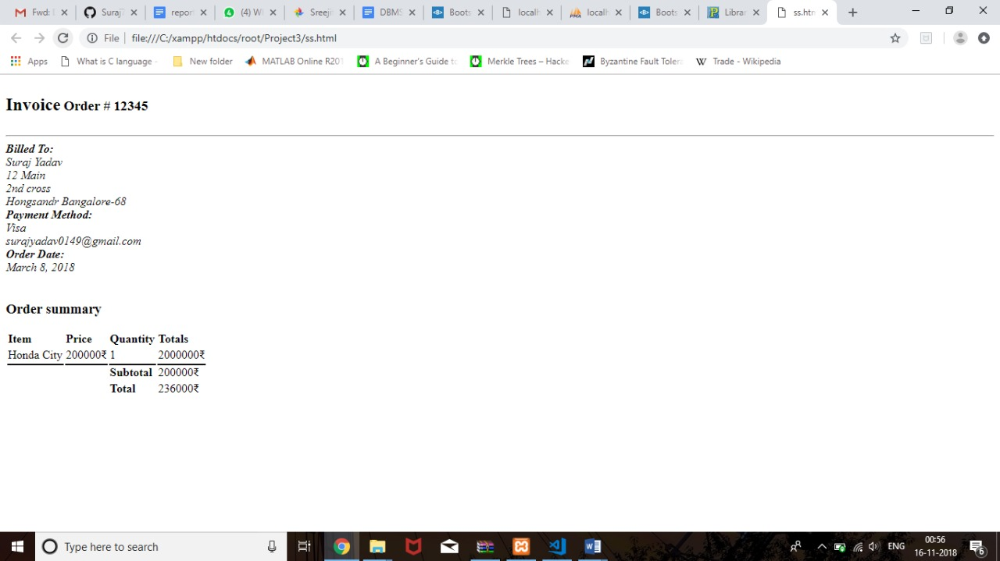 Fwd:
Suraj
repor
(4) W
Sreeji
DBMS
Boots
localh
localh
Boots
Librar
ss.htm
File file:///C:/xampp/htdocs/root/Project3/ss.html
Apps What is C language - New folder MATLAB Online R201 A Beginner's Guide to Merkle Trees – Hacke Byzantine Fault Toler Trade - Wikipedia
Invoice Order # 12345
Billed To:
Suraj Yadav
12 Main
2nd cross
Hongsandr Bangalore-68
Payment Method:
Visa
surajyadav0149@gmail.com
Order Date:
March 8, 2018
Order summary
Item Price Quantity Totals
Honda City 200000₹ 1 2000000₹
Subtotal 200000₹
Total 236000₹
Type here to search
ENG
00:56
16-11-2018
6